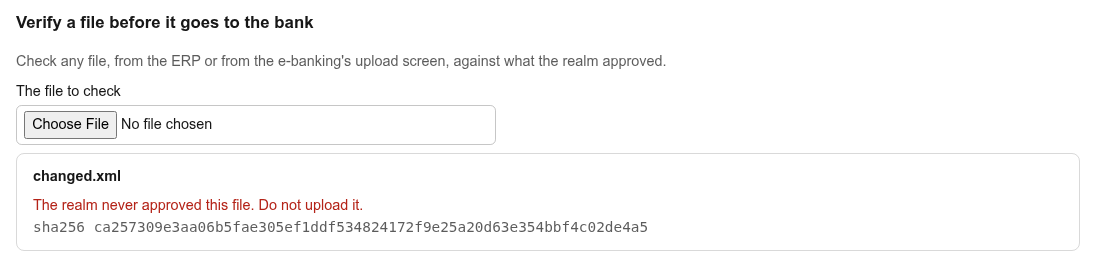 Verify a file before it goes to the bank
Check any file, from the ERP or from the e-banking's upload screen, against what the realm approved.
The file to check
Choose File No file chosen
changed.xml
The realm never approved this file. Do not upload it.
sha256 ca257309e3aa06b5fae305ef1ddf534824172f9e25a20d63e354bbf4c02de4a5